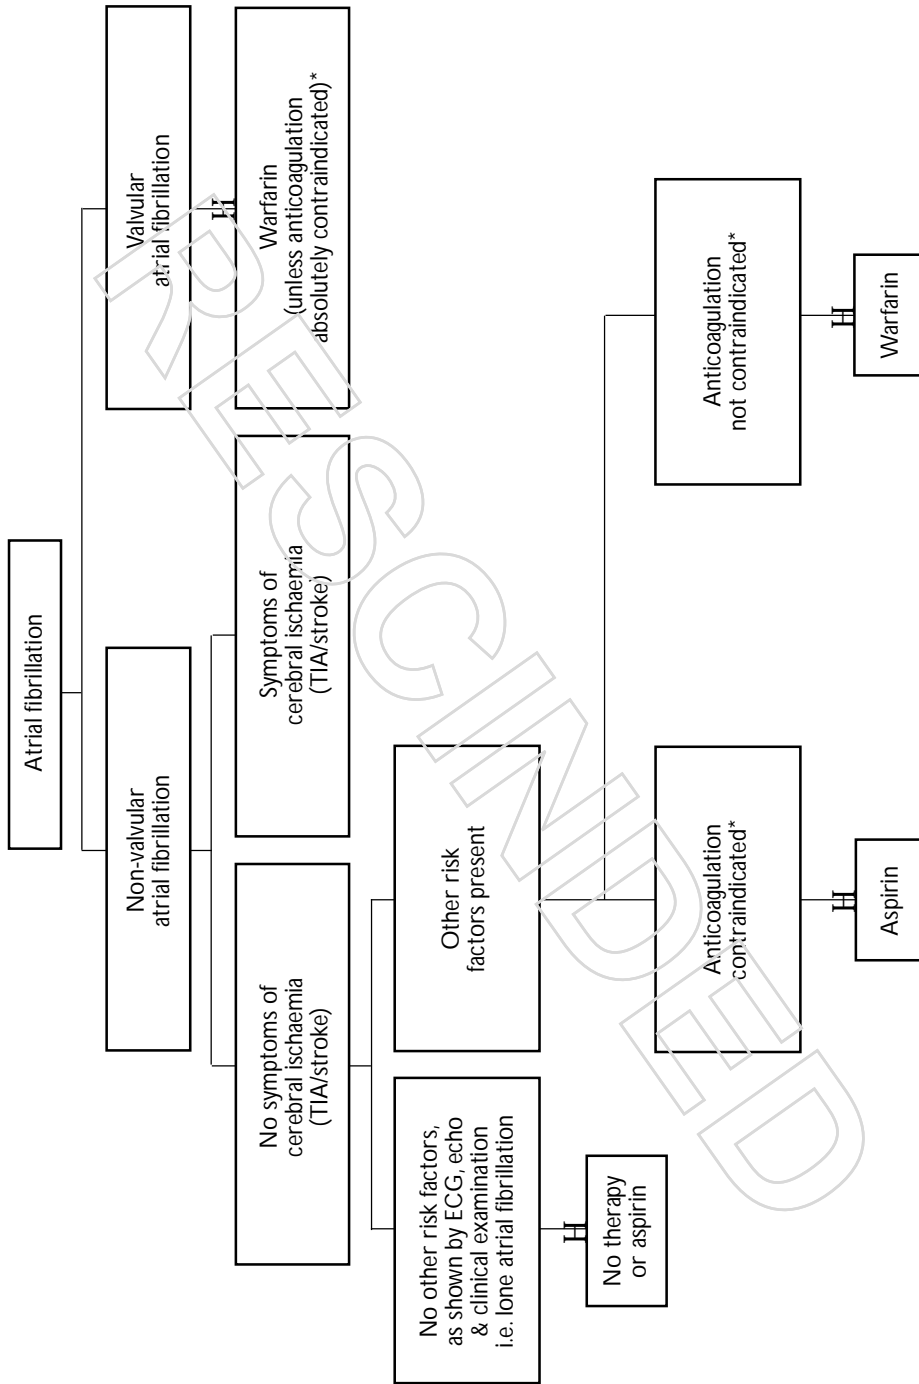 Atrial fibrillation
Non-valvular
atrial fibrillation
Valvular
atrial fibrillation
No symptoms of
cerebral ischaemia
(TIA/stroke)
Symptoms of
cerebral ischaemia
(TIA/stroke)
Warfarin
(unless anticoagulation
absolutely contraindicated)*
No other risk factors,
as shown by ECG, echo
& clinical examination
i.e. lone atrial fibrillation
Other risk
factors present
No therapy
or aspirin
Anticoagulation
contraindicated*
Anticoagulation
not contraindicated*
Aspirin
Warfarin
H
H
H
H
RESCINDED